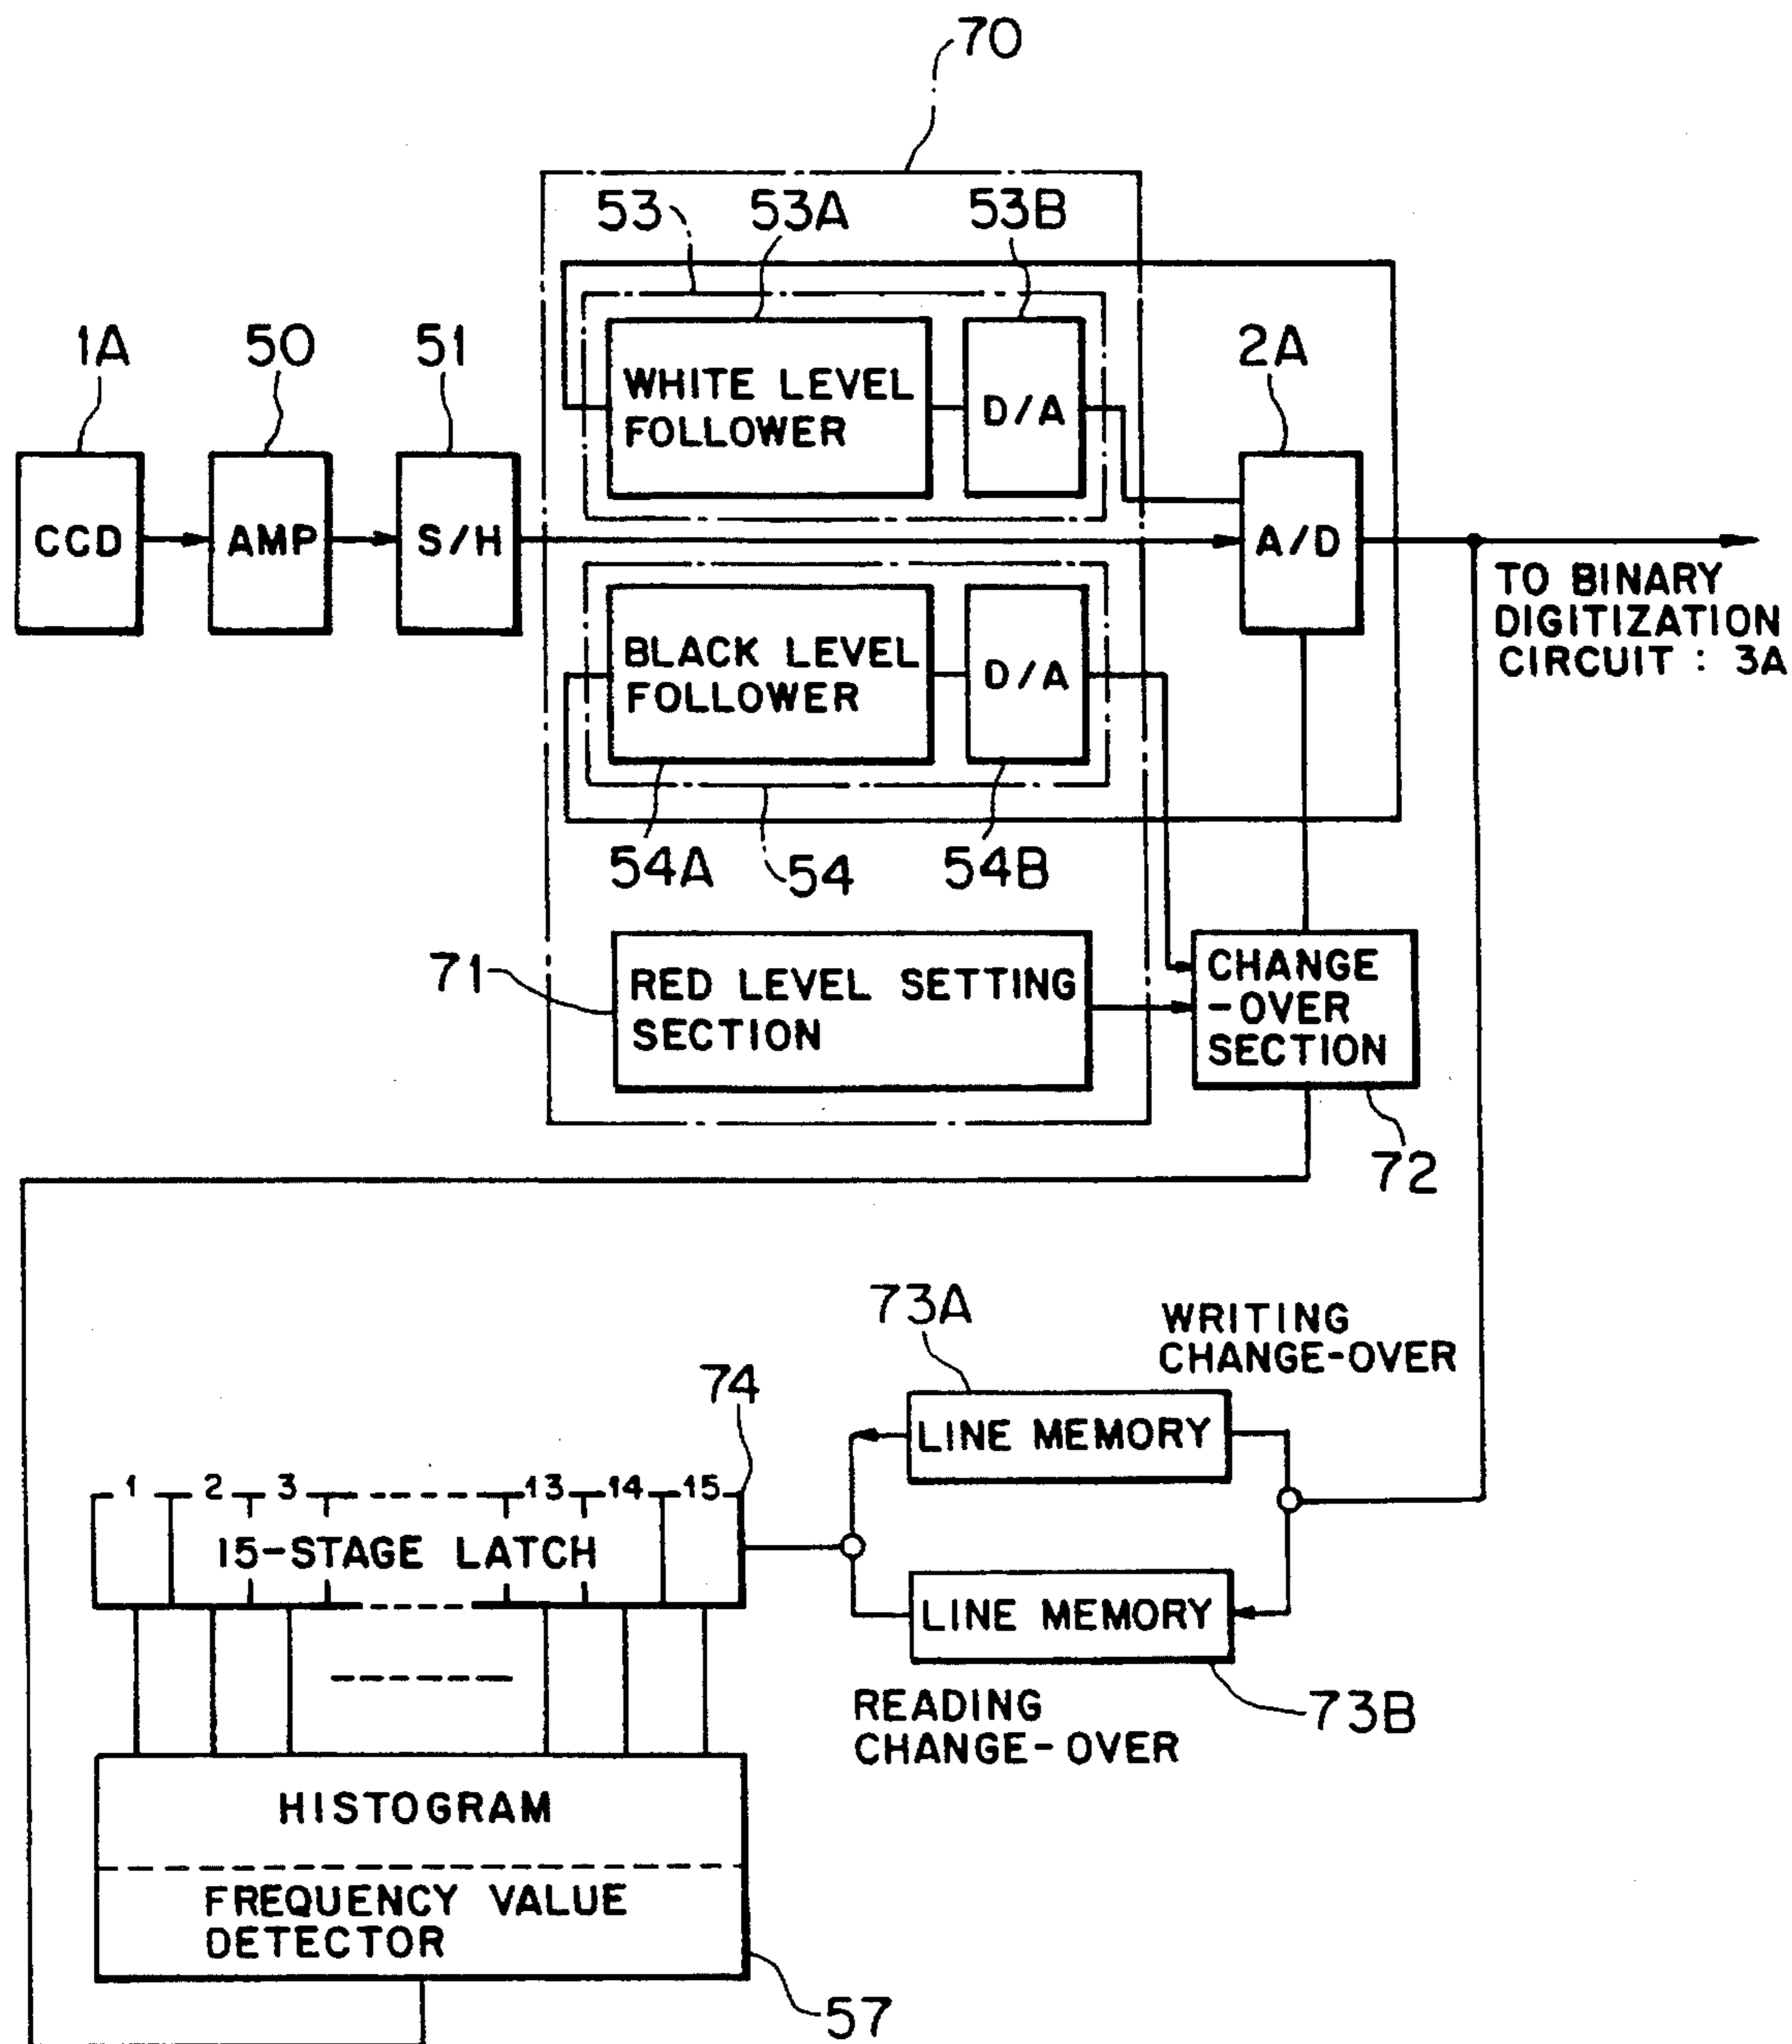 70
53
53A
53B
1A
50
51
2A
WHITE LEVEL
FOLLOWER
D/A
CCD
AMP
S/H
A/D
TO BINARY
DIGITIZATION
CIRCUIT : 3A
BLACK LEVEL
FOLLOWER
D/A
54A
54
54B
71
RED LEVEL SETTING
SECTION
CHANGE
-OVER
SECTION
72
73A
WRITING
CHANGE-OVER
74
LINE MEMORY
1 2 3 13 14 15
15-STAGE LATCH
LINE MEMORY
73B
READING
CHANGE-OVER
HISTOGRAM
FREQUENCY VALUE
DETECTOR
57